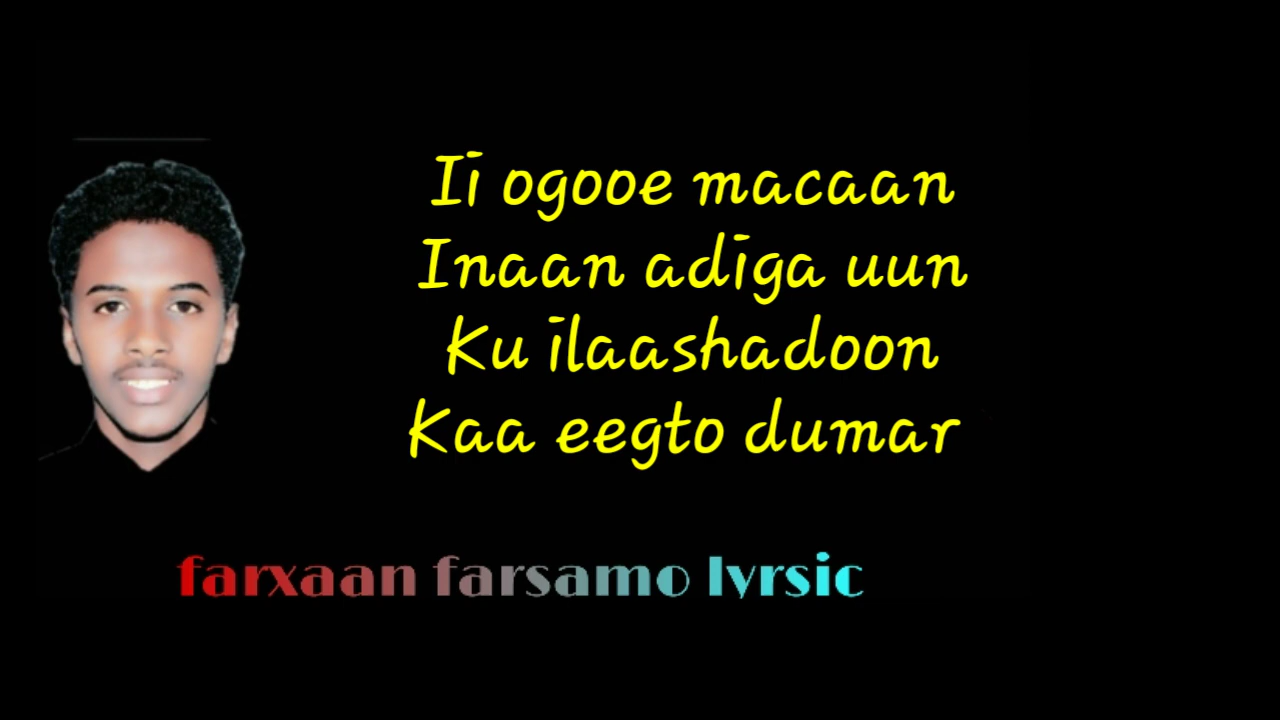 Ii ogooe macaan
Inaan adiga uun
Ku ilaashadoon
Kaa eegto dumar
farxaan farsamo lyrsic